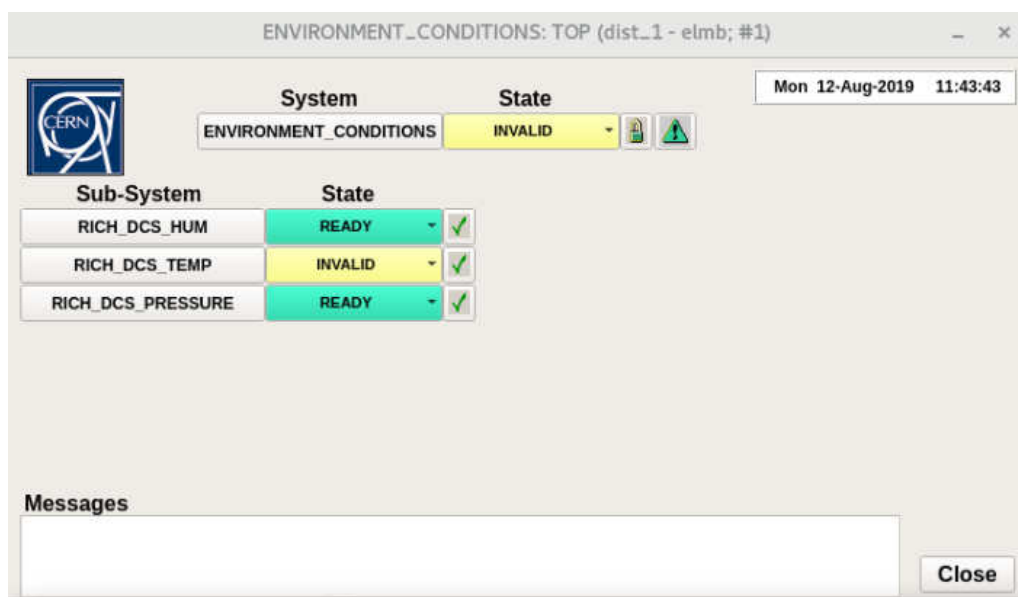 ENVIRONMENT_CONDITIONS: TOP (dist_1 - elmb; #1)
Mon 12-Aug-2019 11:43:43
CERN
System State
ENVIRONMENT_CONDITIONS INVALID
Sub-System State
RICH_DCS_HUM READY
RICH_DCS_TEMP INVALID
RICH_DCS_PRESSURE READY
Messages
Close